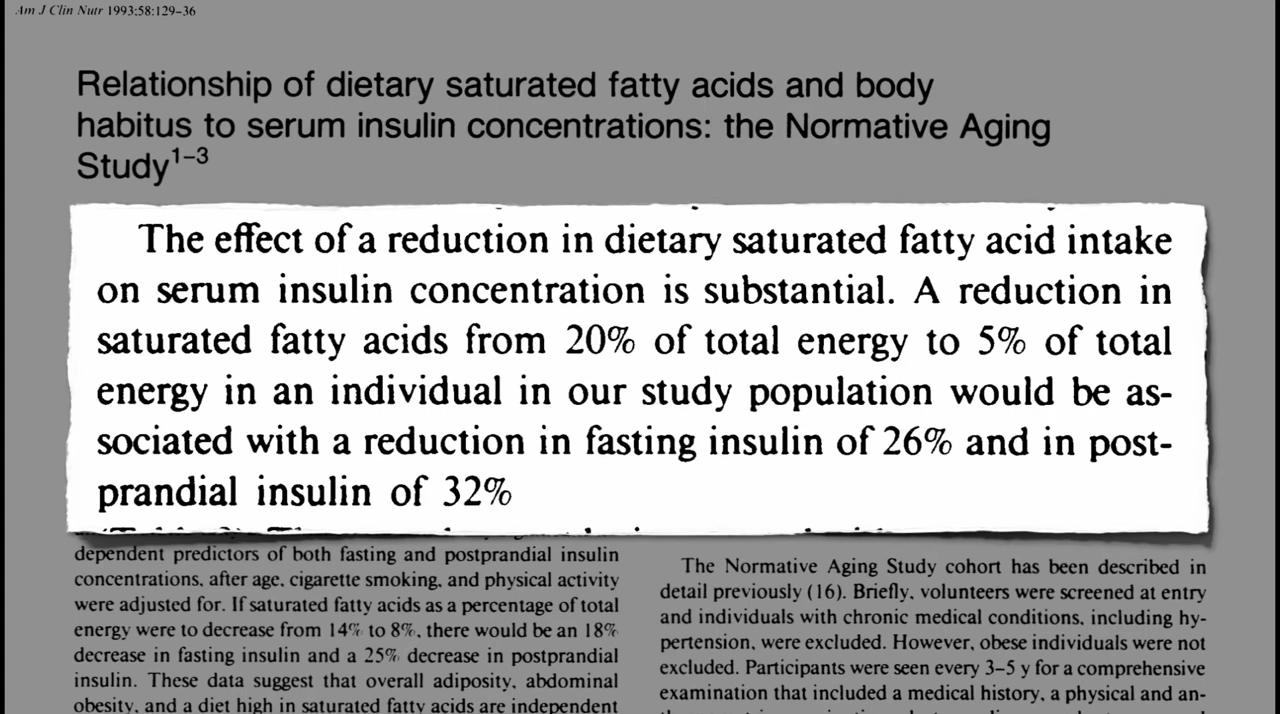 Am J Clin Nutr 1993;58:129–36
Relationship of dietary saturated fatty acids and body
habitus to serum insulin concentrations: the Normative Aging
Study1–3
The effect of a reduction in dietary saturated fatty acid intake
on serum insulin concentration is substantial. A reduction in
saturated fatty acids from 20% of total energy to 5% of total
energy in an individual in our study population would be as-
sociated with a reduction in fasting insulin of 26% and in post-
prandial insulin of 32%
dependent predictors of both fasting and postprandial insulin
concentrations, after age, cigarette smoking, and physical activity
were adjusted for. If saturated fatty acids as a percentage of total
energy were to decrease from 14% to 8%, there would be an 18%
decrease in fasting insulin and a 25% decrease in postprandial
insulin. These data suggest that overall adiposity, abdominal
obesity, and a diet high in saturated fatty acids are independent
The Normative Aging Study cohort has been described in
detail previously (16). Briefly, volunteers were screened at entry
and individuals with chronic medical conditions, including hy-
pertension, were excluded. However, obese individuals were not
excluded. Participants were seen every 3–5 y for a comprehensive
examination that included a medical history, a physical and an-